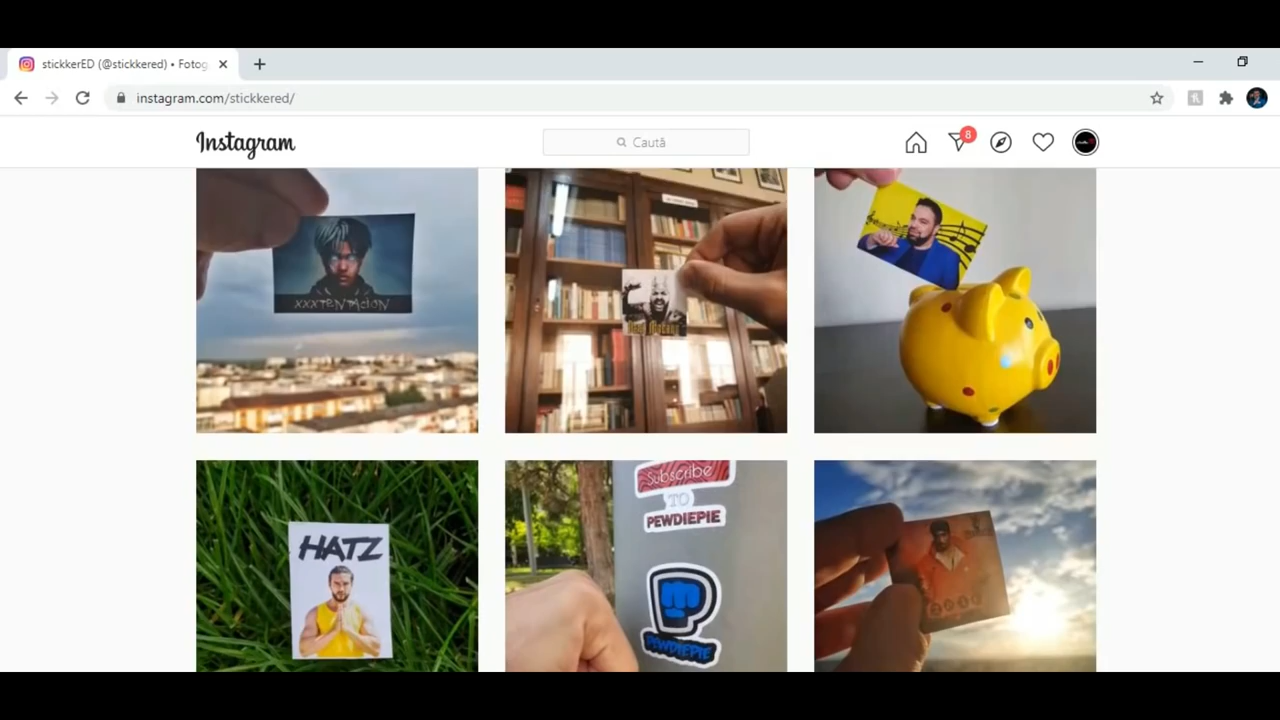 stickkerED (@stickkered) • Fotog
instagram.com/stickkered/
Instagram
Caută
8
XXXTENTACION
HATZ
Subscribe
TO
PEWDIEPIE
PEWDIEPIE